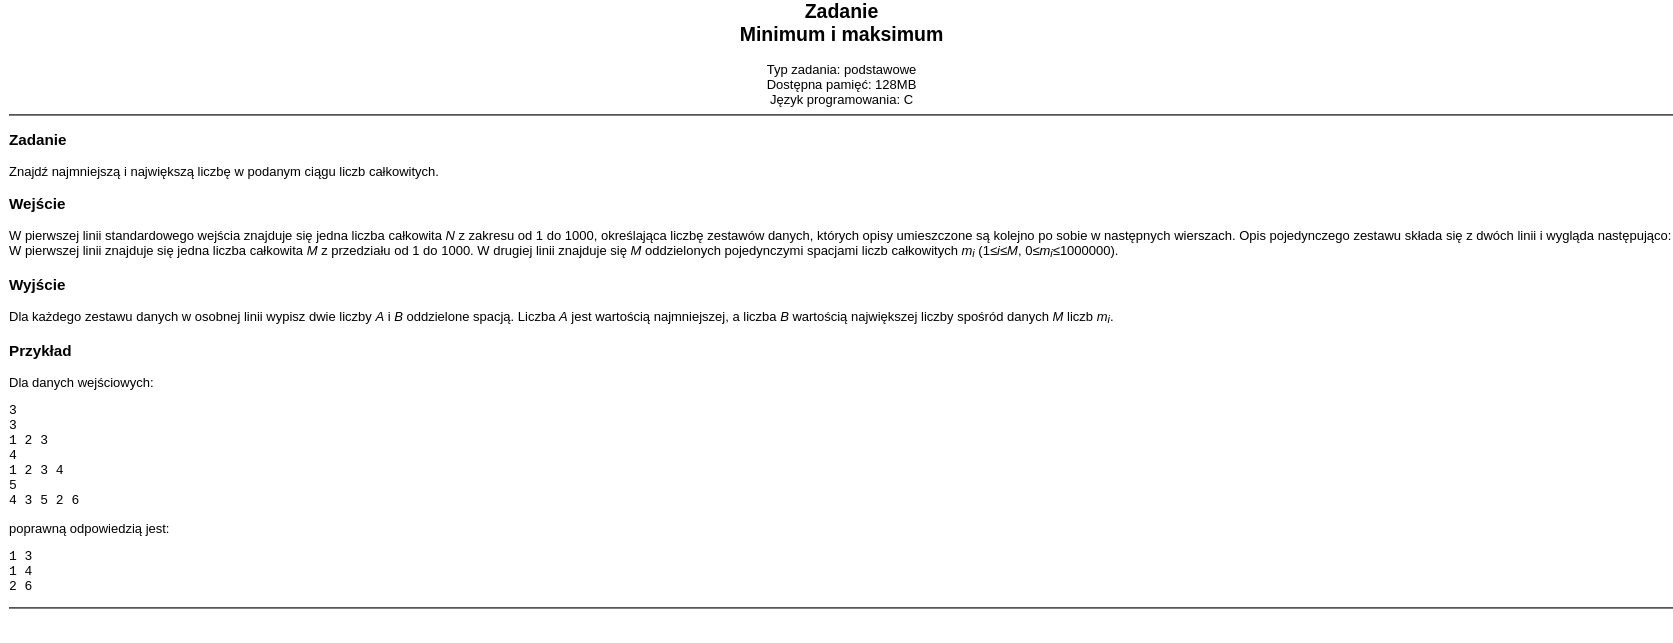 Zadanie
Minimum i maksimum
Typ zadania: podstawowe
Dostępna pamięć: 128MB
Język programowania: C
Zadanie
Znajdź najmniejszą i największą liczbę w podanym ciągu liczb całkowitych.
Wejście
W pierwszej linii standardowego wejścia znajduje się jedna liczba całkowita N z zakresu od 1 do 1000, określająca liczbę zestawów danych, których opisy umieszczone są kolejno po sobie w następnych wierszach. Opis pojedynczego zestawu składa się z dwóch linii i wygląda następująco:
W pierwszej linii znajduje się jedna liczba całkowita M z przedziału od 1 do 1000. W drugiej linii znajduje się M oddzielonych pojedynczymi spacjami liczb całkowitych mi (1≤i≤M, 0≤mi≤1000000).
Wyjście
Dla każdego zestawu danych w osobnej linii wypisz dwie liczby A i B oddzielone spacją. Liczba A jest wartością najmniejszej, a liczba B wartością największej liczby spośród danych M liczb mi.
Przykład
Dla danych wejściowych:
3
3
1 2 3
4
1 2 3 4
5
4 3 5 2 6
poprawną odpowiedzią jest:
1 3
1 4
2 6